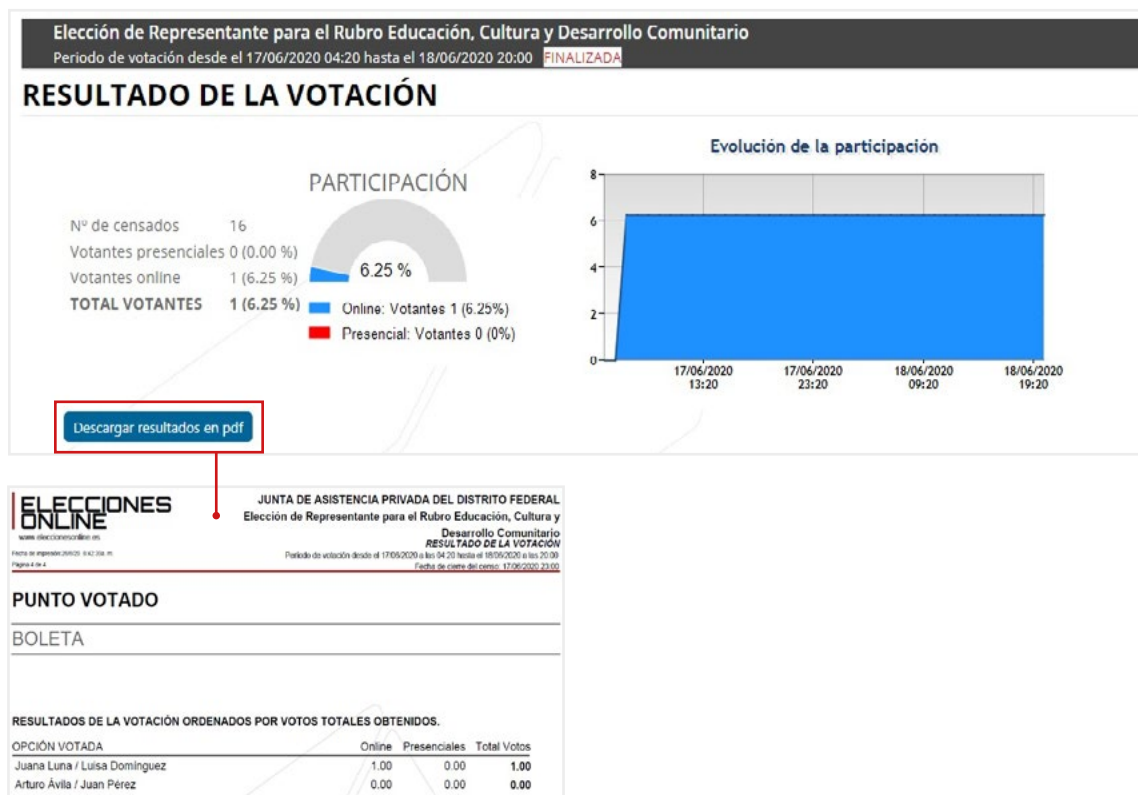 Elección de Representante para el Rubro Educación, Cultura y Desarrollo Comunitario
Periodo de votación desde el 17/06/2020 04:20 hasta el 18/06/2020 20:00 FINALIZADA
RESULTADO DE LA VOTACIÓN
PARTICIPACIÓN
Nº de censados 16
Votantes presenciales 0 (0.00 %)
Votantes online 1 (6.25 %)
TOTAL VOTANTES 1 (6.25 %)
6.25 %
Online: Votantes 1 (6.25%)
Presencial: Votantes 0 (0%)
Evolución de la participación
8
6
4
2
0
17/06/2020 17/06/2020 18/06/2020 18/06/2020
13:20 23:20 09:20 19:20
Descargar resultados en pdf
ELECCIONES
ONLINE
www.eleccionesonline.es
JUNTA DE ASISTENCIA PRIVADA DEL DISTRITO FEDERAL
Elección de Representante para el Rubro Educación, Cultura y
Desarrollo Comunitario
RESULTADO DE LA VOTACIÓN
Periodo de votación desde el 17/06/2020 a las 04:20 hasta el 18/06/2020 a las 20:00
Fecha de cierre del censo: 17/06/2020 23:00
Página 4 de 4
PUNTO VOTADO
BOLETA
RESULTADOS DE LA VOTACIÓN ORDENADOS POR VOTOS TOTALES OBTENIDOS.
OPCIÓN VOTADA Online Presenciales Total Votos
Juana Luna / Luisa Domínguez 1.00 0.00 1.00
Arturo Ávila / Juan Pérez 0.00 0.00 0.00